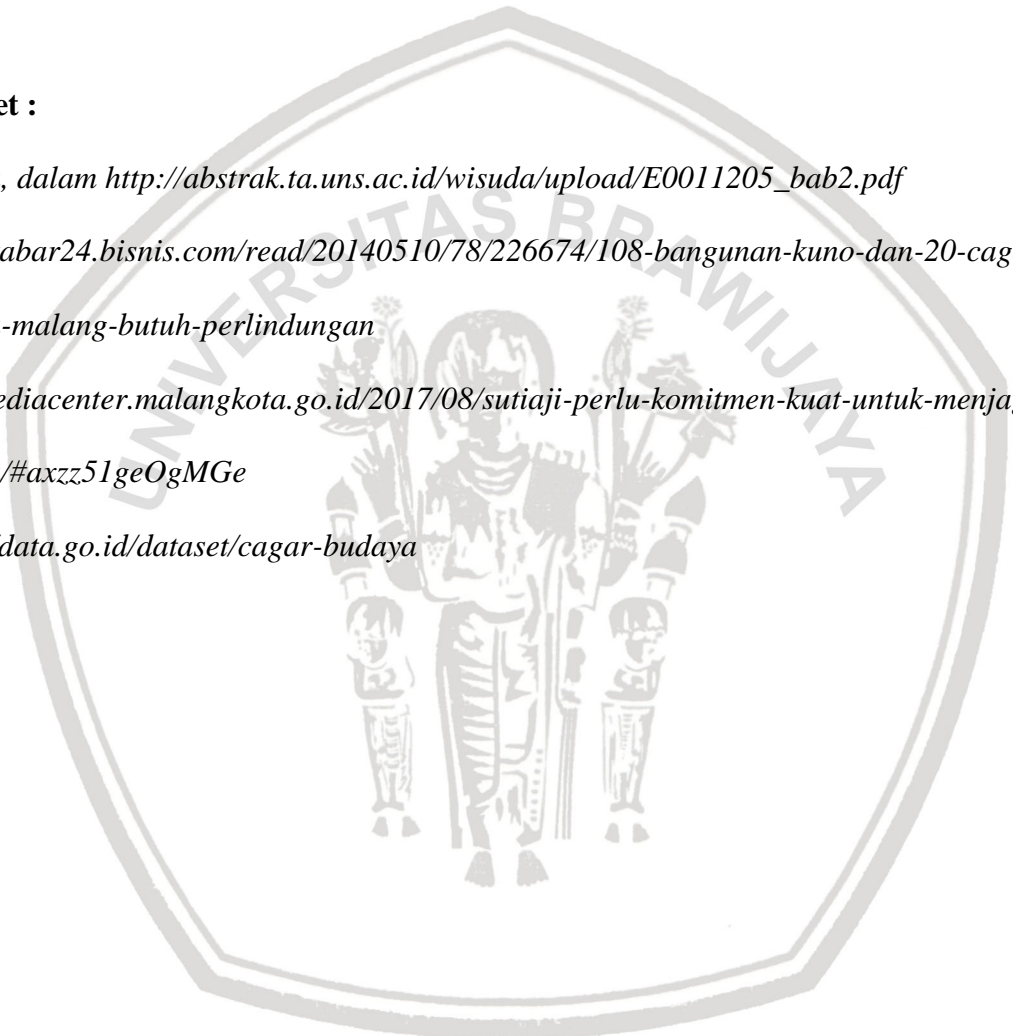 et :
, dalam http://abstrak.ta.uns.ac.id/wisuda/upload/E0011205_bab2.pdf
abar24.bisnis.com/read/20140510/78/226674/108-bangunan-kuno-dan-20-cag
-malang-butuh-perlindungan
ediacenter.malangkota.go.id/2017/08/sutiaji-perlu-komitmen-kuat-untuk-menja
/#axzz51geOgMGe
/data.go.id/dataset/cagar-budaya
UNIVERSITAS BRAWIJAYA